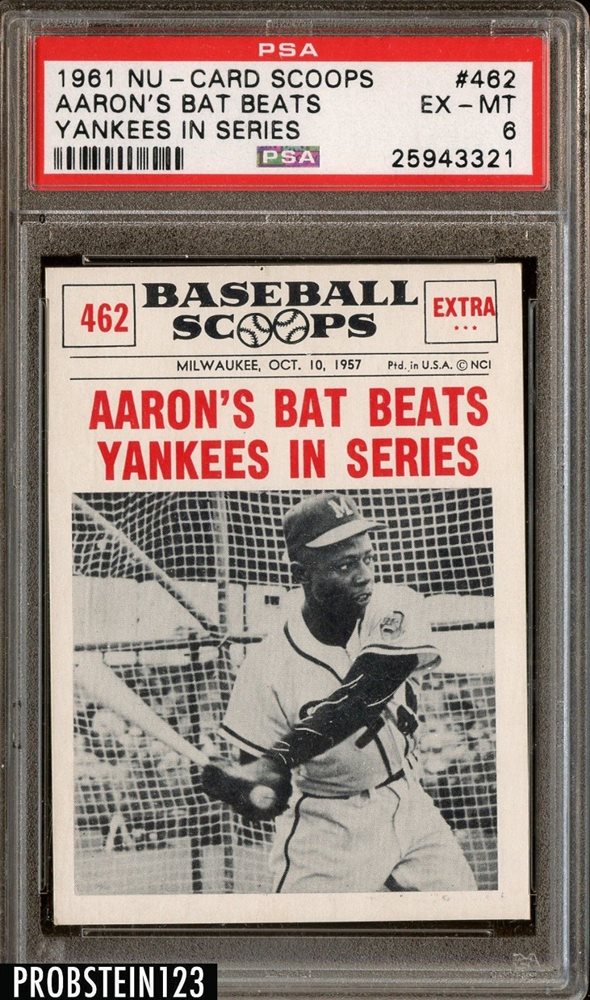 PSA
1961 NU-CARD SCOOPS #462
AARON'S BAT BEATS EX-MT
YANKEES IN SERIES 6
PSA 25943321
462 BASEBALL SCOOPS EXTRA
MILWAUKEE, OCT. 10, 1957 Ptd. in U.S.A. © NCI
AARON'S BAT BEATS
YANKEES IN SERIES
M
4
PROBSTEIN123